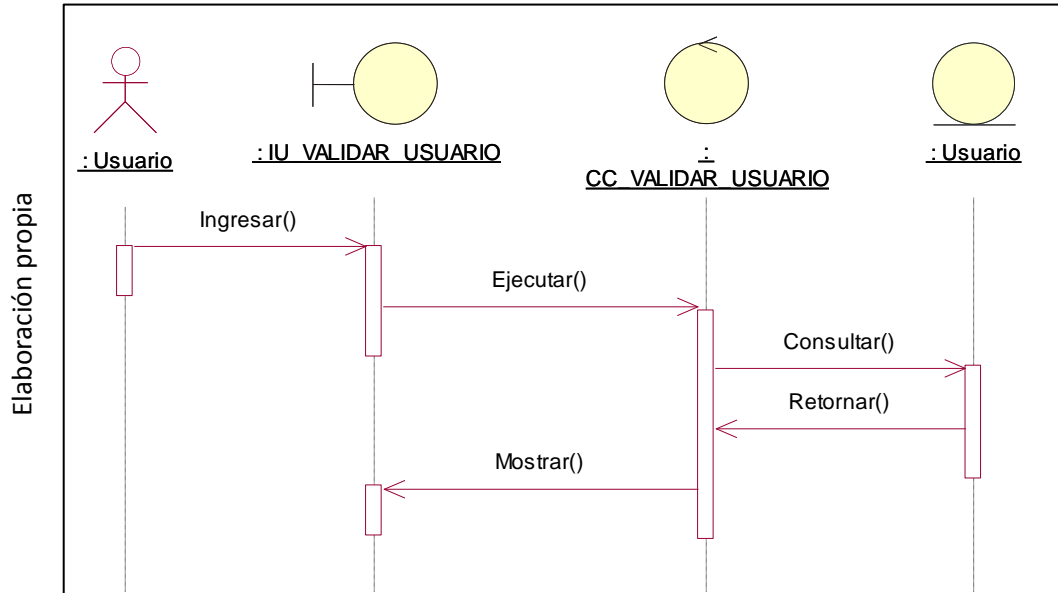 : Usuario
: IU_VALIDAR_USUARIO
:
CC_VALIDAR_USUARIO
: Usuario
Ingresar()
Ejecutar()
Consultar()
Retornar()
Mostrar()
Elaboración propia